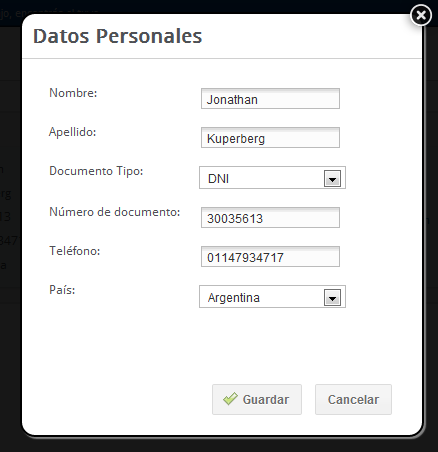 Datos Personales
Nombre: Jonathan
Apellido: Kuperberg
Documento Tipo: DNI
Número de documento: 30035613
Teléfono: 01147934717
País: Argentina
Guardar Cancelar